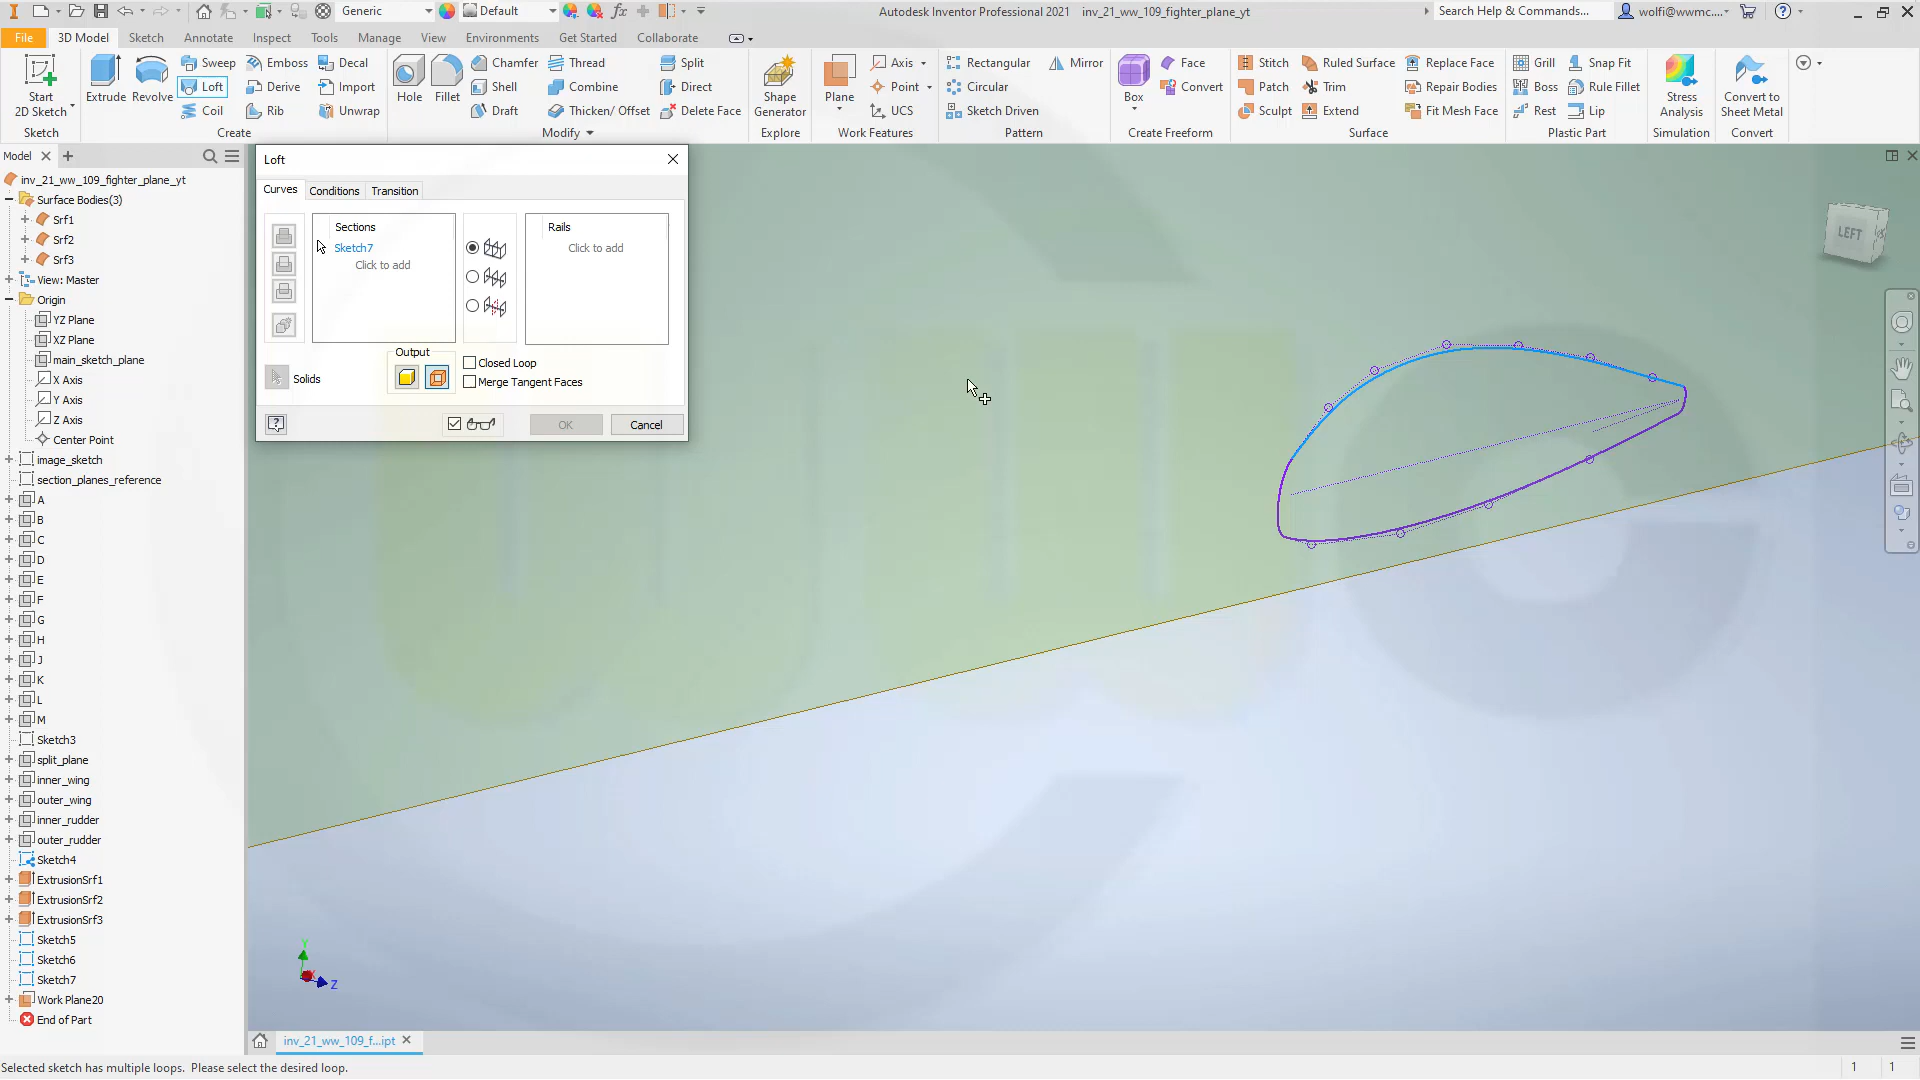 Generic
Default
Autodesk Inventor Professional 2021 inv_21_ww_109_fighter_plane_yt
Search Help & Commands...
wolfi@wwmc....
File 3D Model Sketch Annotate Inspect Tools Manage View Environments Get Started Collaborate
Start
2D Sketch
Sketch
Extrude Revolve
Sweep Emboss Decal
Loft Derive Import
Coil Rib Unwrap
Create
Hole Fillet
Chamfer Thread Split
Shell Combine Direct
Draft Thicken/ Offset Delete Face
Modify
Shape
Generator
Explore
Plane
Axis
Point
UCS
Work Features
Rectangular Mirror
Circular
Sketch Driven
Pattern
Box
Face
Convert
Create Freeform
Stitch Ruled Surface Replace Face
Patch Trim Repair Bodies
Sculpt Extend Fit Mesh Face
Surface
Grill Snap Fit
Boss Rule Fillet
Rest Lip
Plastic Part
Stress
Analysis
Simulation
Convert to
Sheet Metal
Convert
Model
inv_21_ww_109_fighter_plane_yt
Surface Bodies(3)
Srf1
Srf2
Srf3
View: Master
Origin
YZ Plane
XZ Plane
main_sketch_plane
X Axis
Y Axis
Z Axis
Center Point
image_sketch
section_planes_reference
A
B
C
D
E
F
G
H
J
K
L
M
Sketch3
split_plane
inner_wing
outer_wing
inner_rudder
outer_rudder
Sketch4
ExtrusionSrf1
ExtrusionSrf2
ExtrusionSrf3
Sketch5
Sketch6
Sketch7
Work Plane20
End of Part
Loft
Curves Conditions Transition
Sections
Sketch7
Click to add
Rails
Click to add
Solids
Output
Closed Loop
Merge Tangent Faces
OK Cancel
LEFT
Y
X
Z
inv_21_ww_109_f...ipt
Selected sketch has multiple loops. Please select the desired loop.
1 1